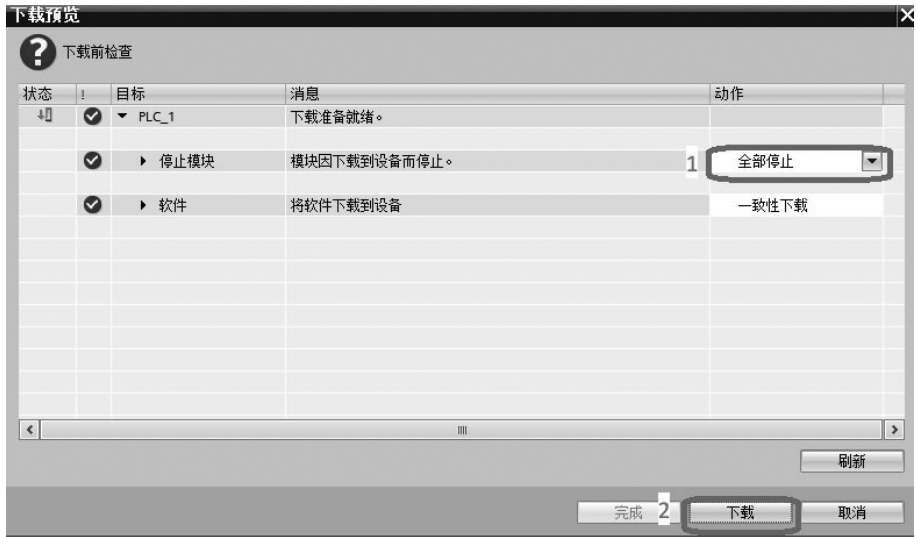 下载预览
下载前检查
状态 ! 目标 消息 动作
PLC_1 下载准备就绪。
停止模块 模块因下载到设备而停止。 1 全部停止
软件 将软件下载到设备 一致性下载
刷新
完成 2 下载 取消